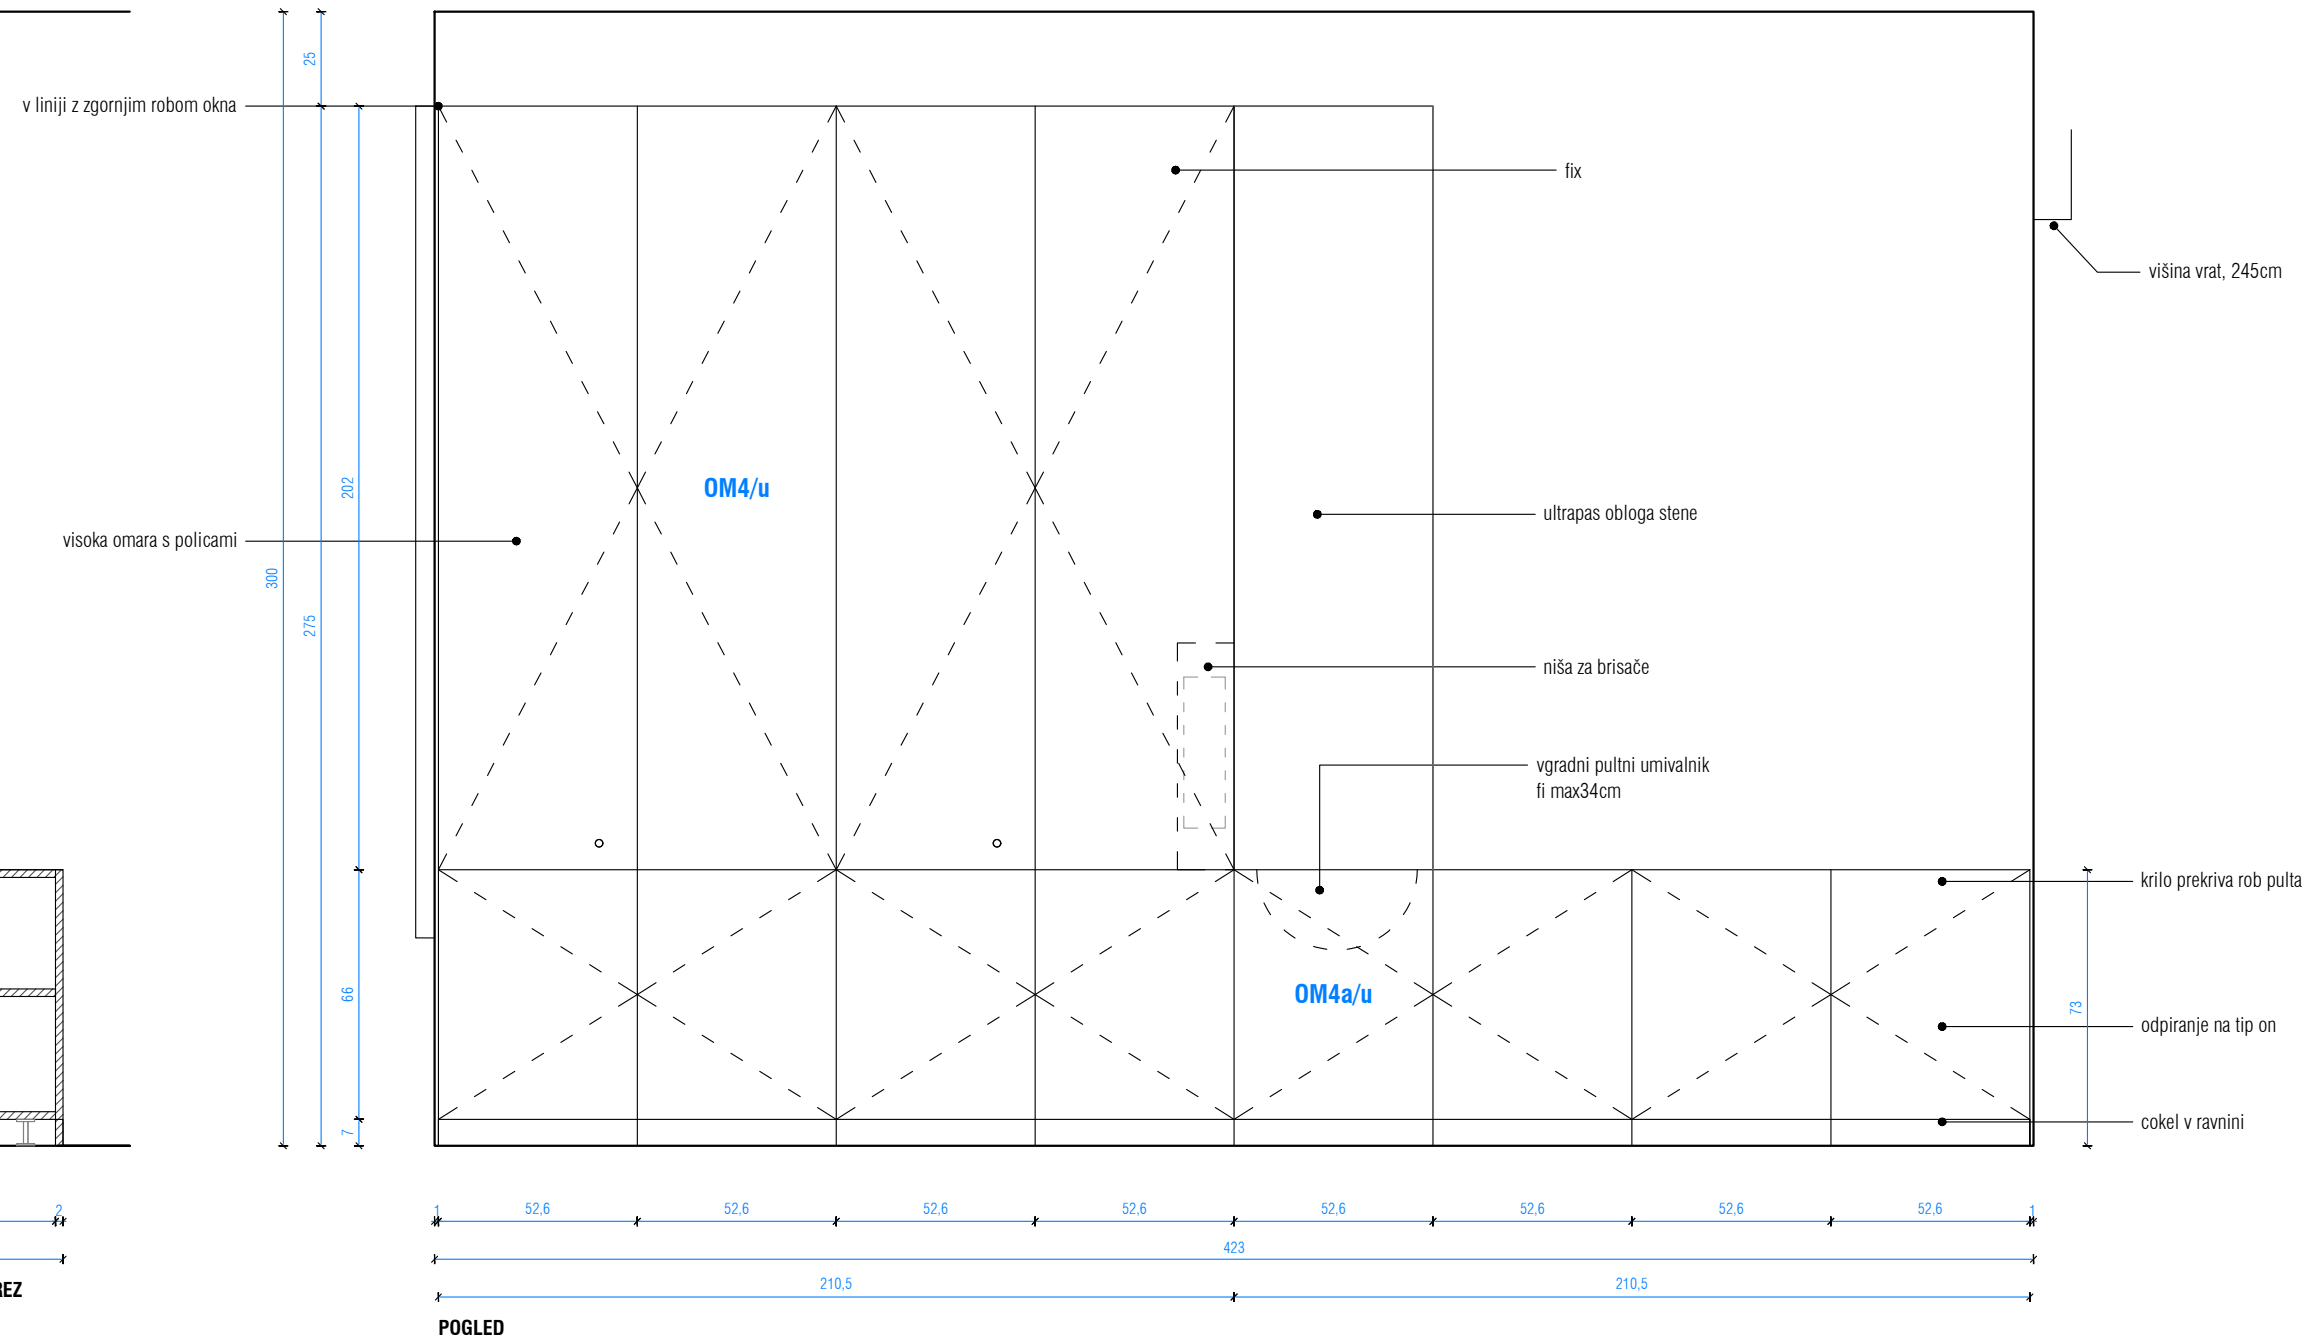 25
v liniji z zgornjim robom okna
fix
višina vrat, 245cm
202
OM4/u
ultrapas obloga stene
visoka omara s policami
300
275
niša za brisače
vgradni pultni umivalnik
fi max34cm
krilo prekriva rob pulta
66
OM4a/u
73
odpiranje na tip on
7
cokel v ravnini
2
1
52,6
52,6
52,6
52,6
52,6
52,6
52,6
52,6
1
423
REZ
210,5
210,5
POGLED